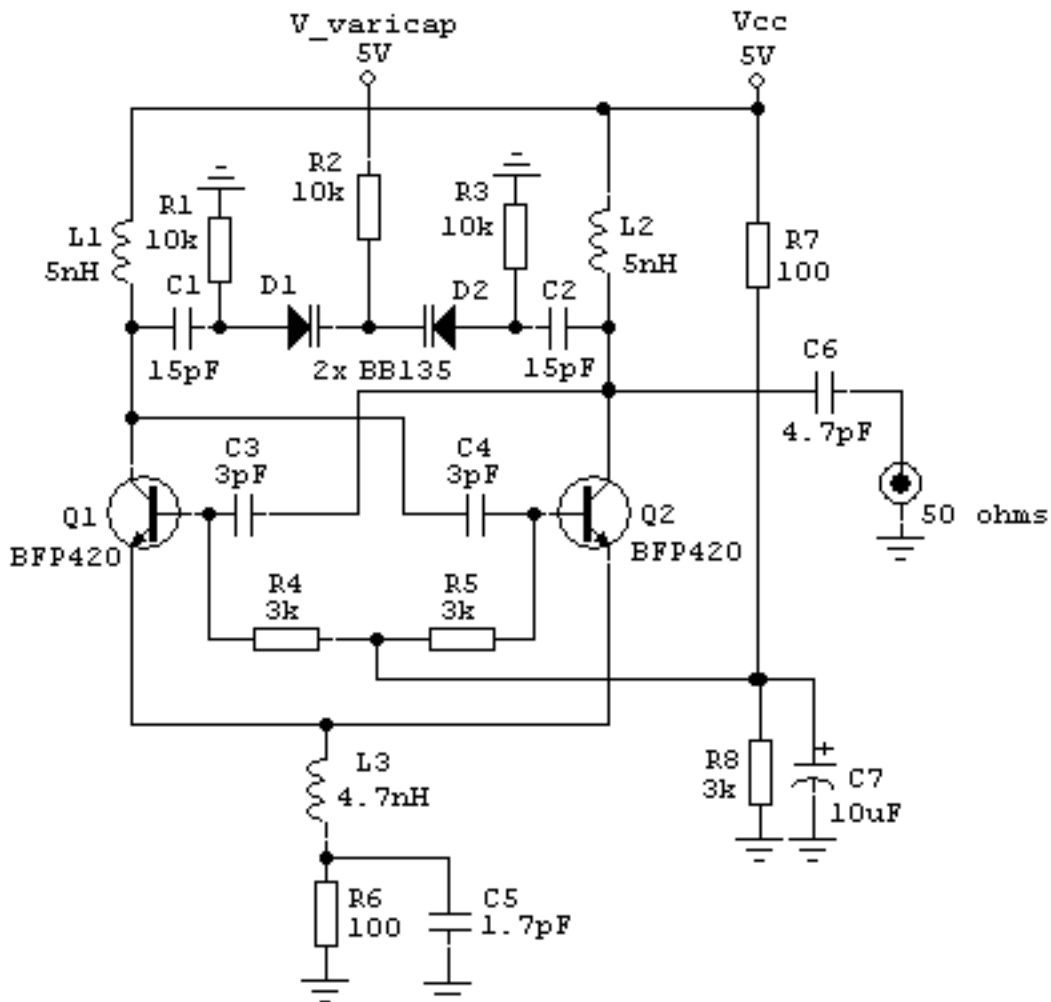 V_varicap
5V
Vcc
5V
R2
10k
R1
10k
R3
10k
L1
5nH
L2
5nH
R7
100
C1
15pF
D1
D2
2x BB135
C2
15pF
C6
4.7pF
C3
3pF
C4
3pF
Q1
BFP420
Q2
BFP420
50 ohms
R4
3k
R5
3k
L3
4.7nH
R8
3k
+
C7
10uF
R6
100
C5
1.7pF